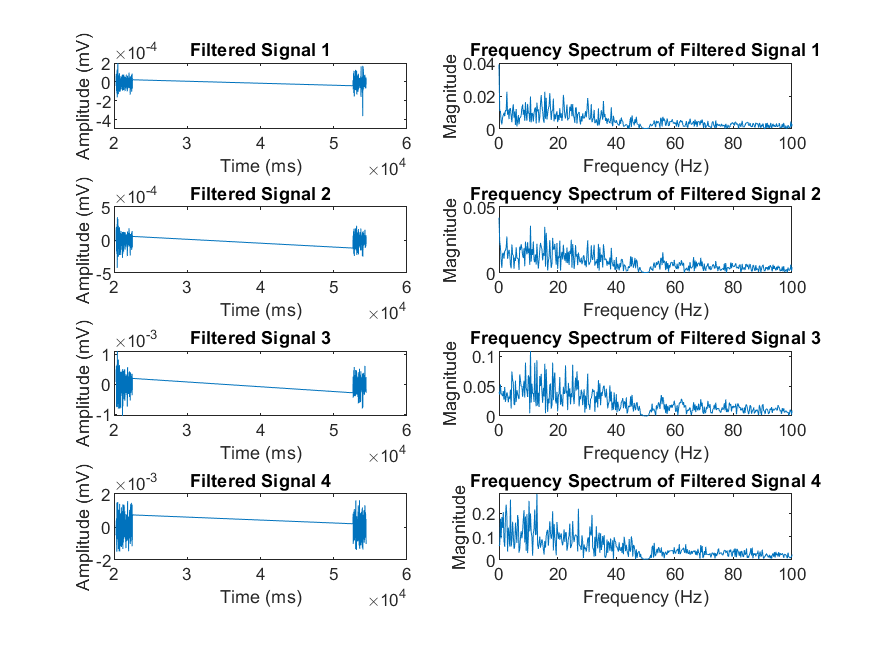 Filtered Signal 1
×10-4
Amplitude (mV)
2
0
-2
-4
2 3 4 5 6
Time (ms)
×104
Frequency Spectrum of Filtered Signal 1
Magnitude
0.04
0.02
0
0 20 40 60 80 100
Frequency (Hz)
Filtered Signal 2
×10-4
Amplitude (mV)
5
0
-5
2 3 4 5 6
Time (ms)
×104
Frequency Spectrum of Filtered Signal 2
Magnitude
0.05
0
0 20 40 60 80 100
Frequency (Hz)
Filtered Signal 3
×10-3
Amplitude (mV)
1
0
-1
2 3 4 5 6
Time (ms)
×104
Frequency Spectrum of Filtered Signal 3
Magnitude
0.1
0.05
0
0 20 40 60 80 100
Frequency (Hz)
Filtered Signal 4
×10-3
Amplitude (mV)
2
0
-2
2 3 4 5 6
Time (ms)
×104
Frequency Spectrum of Filtered Signal 4
Magnitude
0.2
0.1
0
0 20 40 60 80 100
Frequency (Hz)